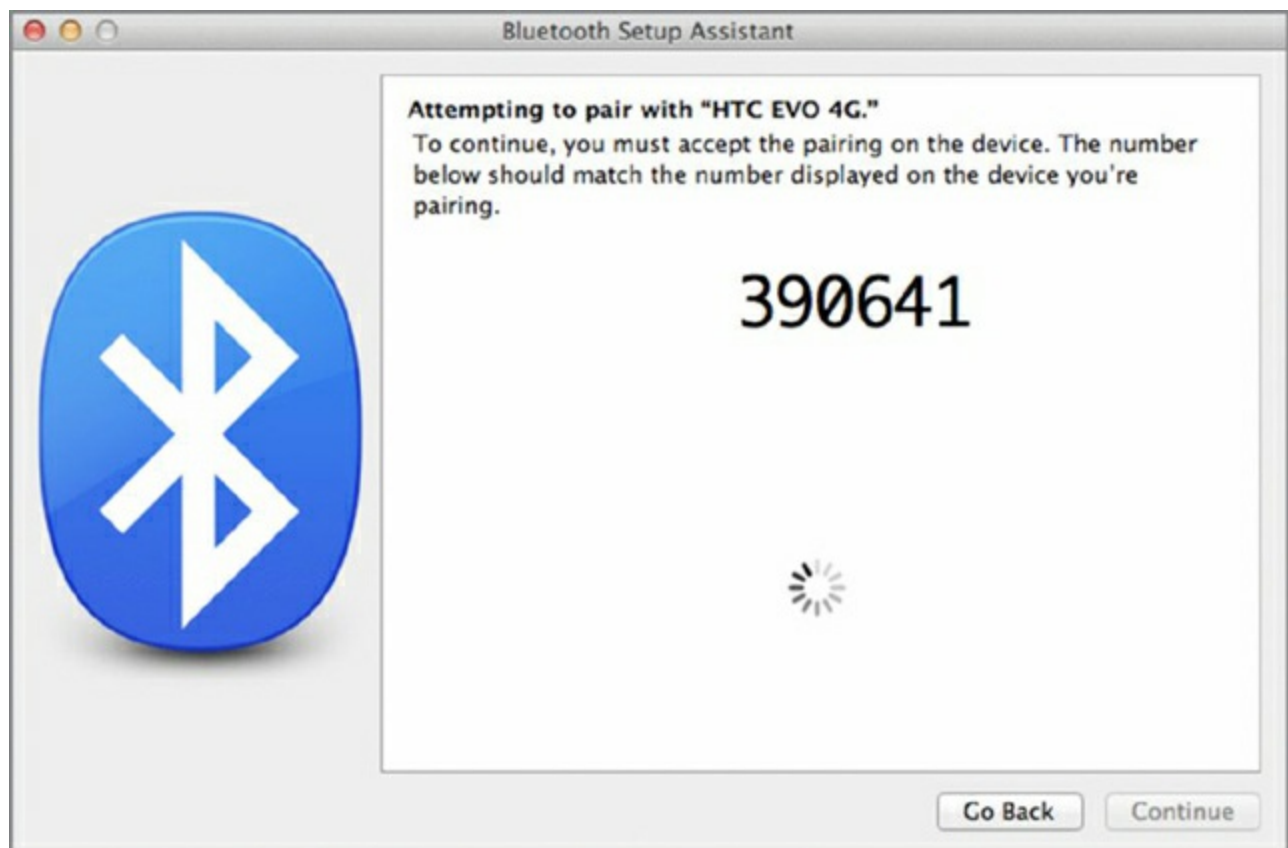 Bluetooth Setup Assistant
Attempting to pair with “HTC EVO 4G.”
To continue, you must accept the pairing on the device. The number
below should match the number displayed on the device you're
pairing.
390641
Go Back
Continue